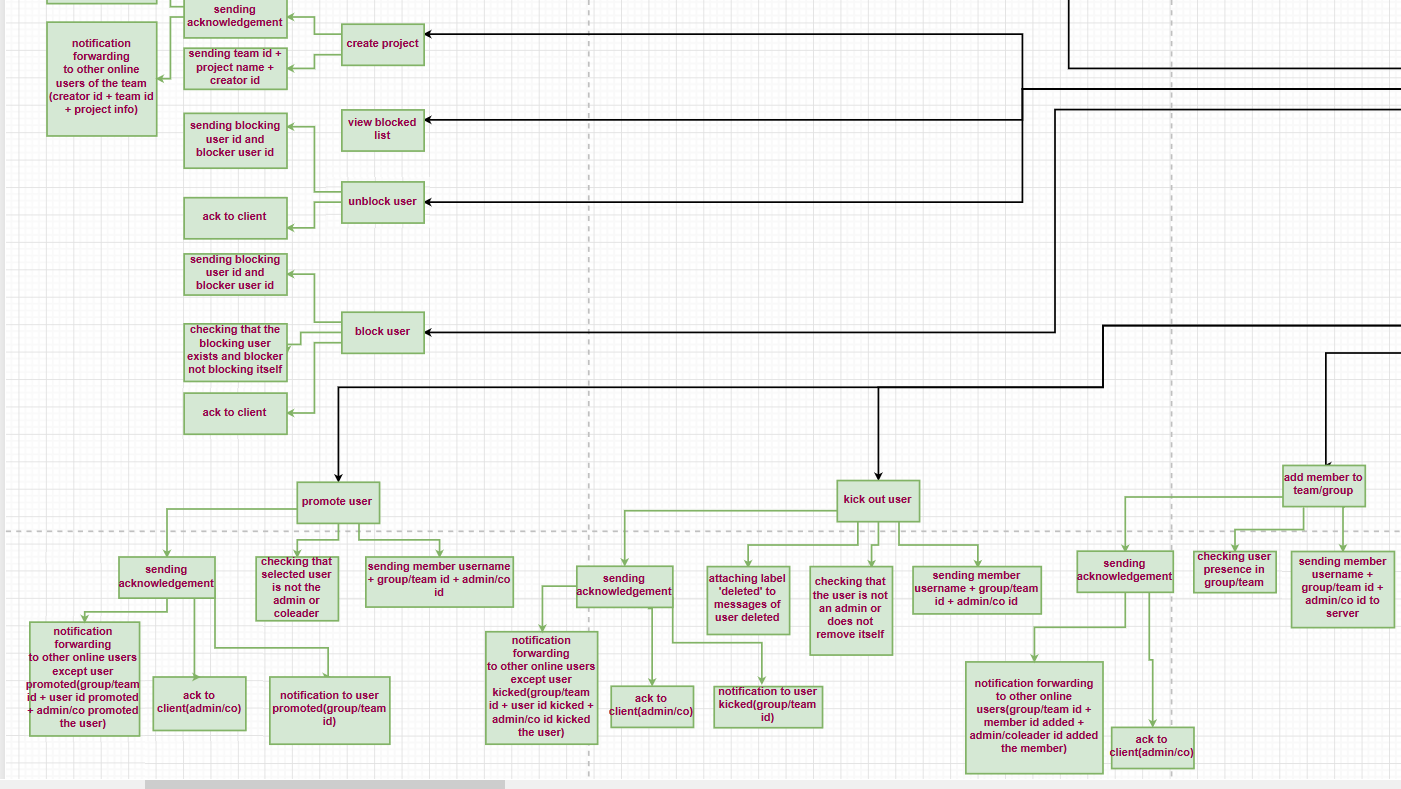 sending
acknowledgement
notification
forwarding
to other online
users of the team
(creator id + team id
+ project info)
sending team id +
project name +
creator id
create project
sending blocking
user id and
blocker user id
view blocked
list
ack to client
unblock user
sending blocking
user id and
blocker user id
checking that the
blocking user
exists and blocker
not blocking itself
block user
ack to client
promote user
kick out user
add member to
team/group
sending
acknowledgement
checking that
selected user
is not the
admin or
coleader
sending member username
+ group/team id + admin/co
id
sending
acknowledgement
attaching label
'deleted' to
messages of
user deleted
checking that
the user is not
an admin or
does not
remove itself
sending member
username + group/team
id + admin/co id
sending
acknowledgement
checking user
presence in
group/team
sending member
username +
group/team id +
admin/co id to
server
notification
forwarding
to other online users
except user
promoted(group/team
id + user id promoted
+ admin/co promoted
the user)
ack to
client(admin/co)
notification to user
promoted(group/team
id)
notification
forwarding
to other online users
except user
kicked(group/team
id + user id kicked +
admin/co id kicked
the user)
ack to
client(admin/co)
notification to user
kicked(group/team
id)
notification forwarding
to other online
users(group/team id +
member id added +
admin/coleader id added
the member)
ack to
client(admin/co)